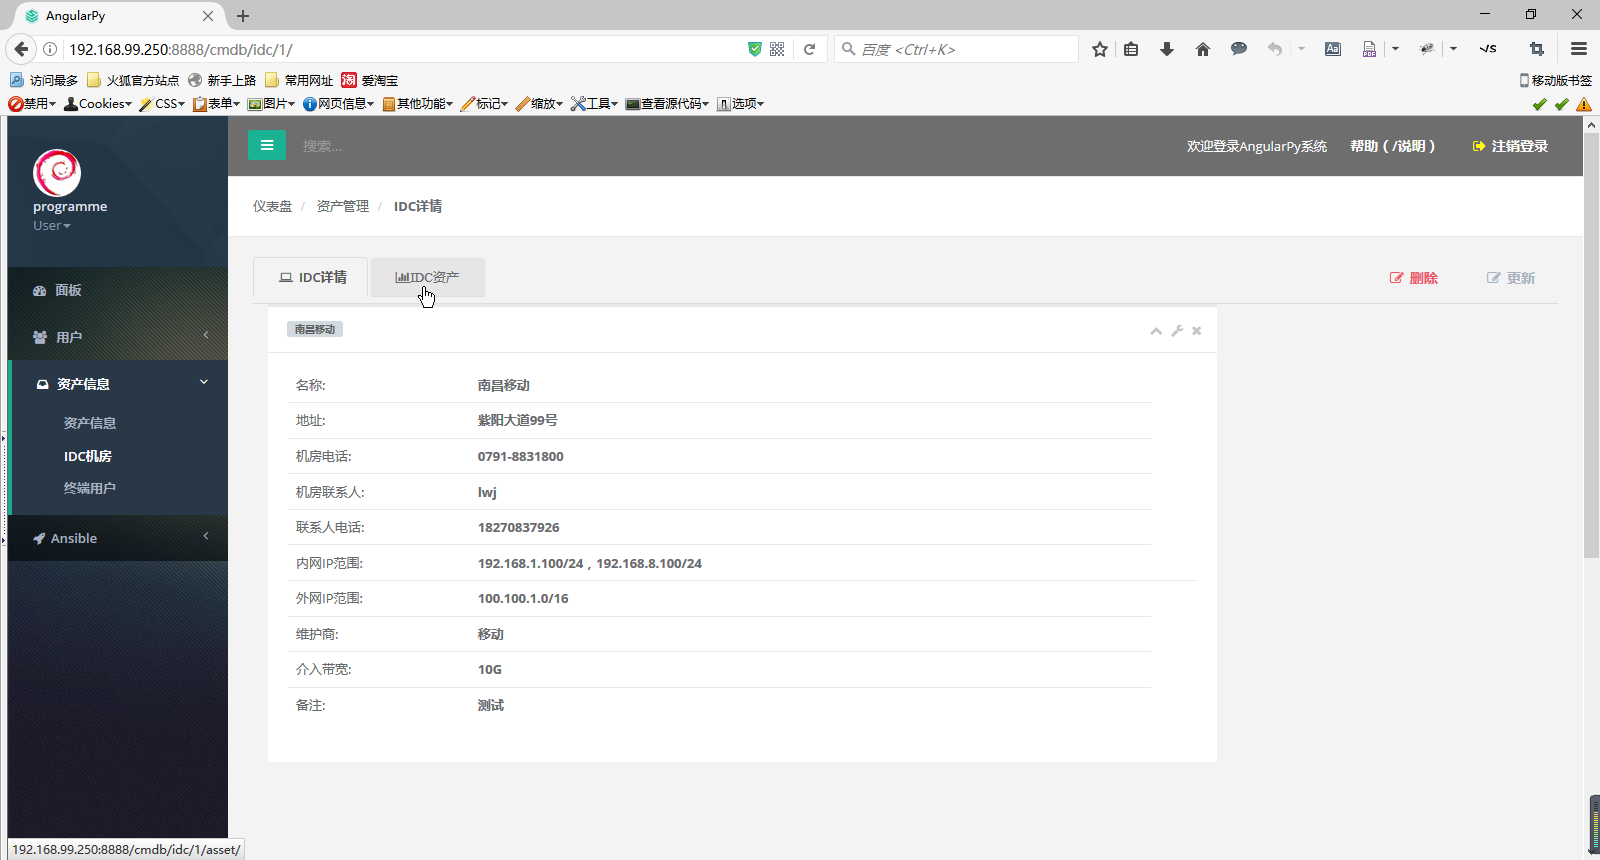 AngularPy
192.168.99.250:8888/cmdb/idc/1/
百度 <Ctrl+K>
访问最多 火狐官方站点 新手上路 常用网址 淘 爱淘宝 移动版书签
禁用 Cookies CSS 表单 图片 网页信息 其他功能 标记 缩放 工具 查看源代码 选项
programme
User
搜索...
欢迎登录AngularPy系统 帮助（/说明） 注销登录
仪表盘 / 资产管理 / IDC详情
面板
用户
资产信息
资产信息
IDC机房
终端用户
Ansible
IDC详情 IDC资产 删除 更新
南昌移动
名称: 南昌移动
地址: 紫阳大道99号
机房电话: 0791-8831800
机房联系人: lwj
联系人电话: 18270837926
内网IP范围: 192.168.1.100/24，192.168.8.100/24
外网IP范围: 100.100.1.0/16
维护商: 移动
介入带宽: 10G
备注: 测试
192.168.99.250:8888/cmdb/idc/1/asset/